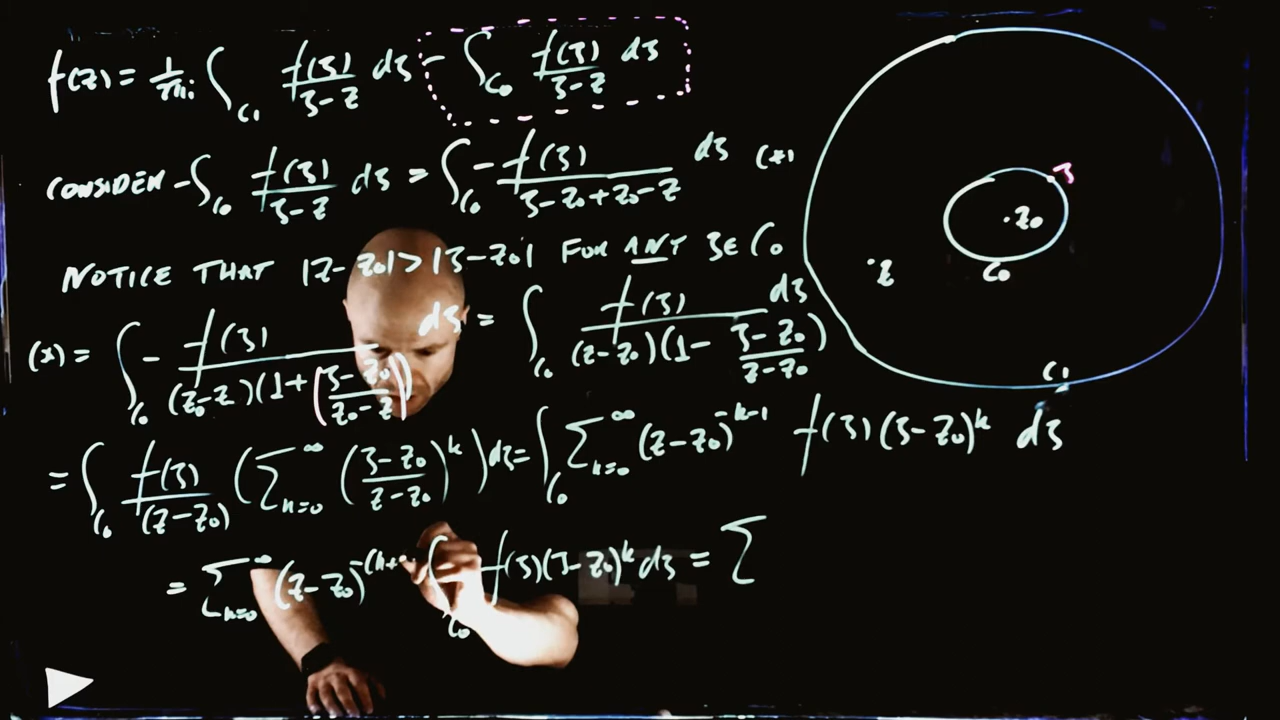 f(z) = 1/2πi ∫_{C₁} f(ζ)/(ζ-z) dζ - ∫_{C₀} f(ζ)/(ζ-z) dζ
CONSIDER -∫_{C₀} f(ζ)/(ζ-z) dζ = ∫_{C₀} -f(ζ)/(ζ-z₀+z₀-z) dζ (*)
NOTICE THAT |z-z₀| > |ζ-z₀| FOR ANY ζ ∈ C₀
(*) = ∫_{C₀} - f(ζ)/((z₀-z)(1+((ζ-z₀)/(z₀-z)))) dζ = ∫_{C₀} f(ζ)/((z-z₀)(1-(ζ-z₀)/(z-z₀))) dζ
= ∫_{C₀} f(ζ)/(z-z₀) (∑_{k=0}^∞ ((ζ-z₀)/(z-z₀))^k) dζ = ∫_{C₀} ∑_{k=0}^∞ (z-z₀)^{-k-1} f(ζ)(ζ-z₀)^k dζ
= ∑_{k=0}^∞ (z-z₀)^{-(k+ ∫_{C₀} f(ζ)(ζ-z₀)^k dζ = ∑
ζ
·z₀
C₀
·z
C₁